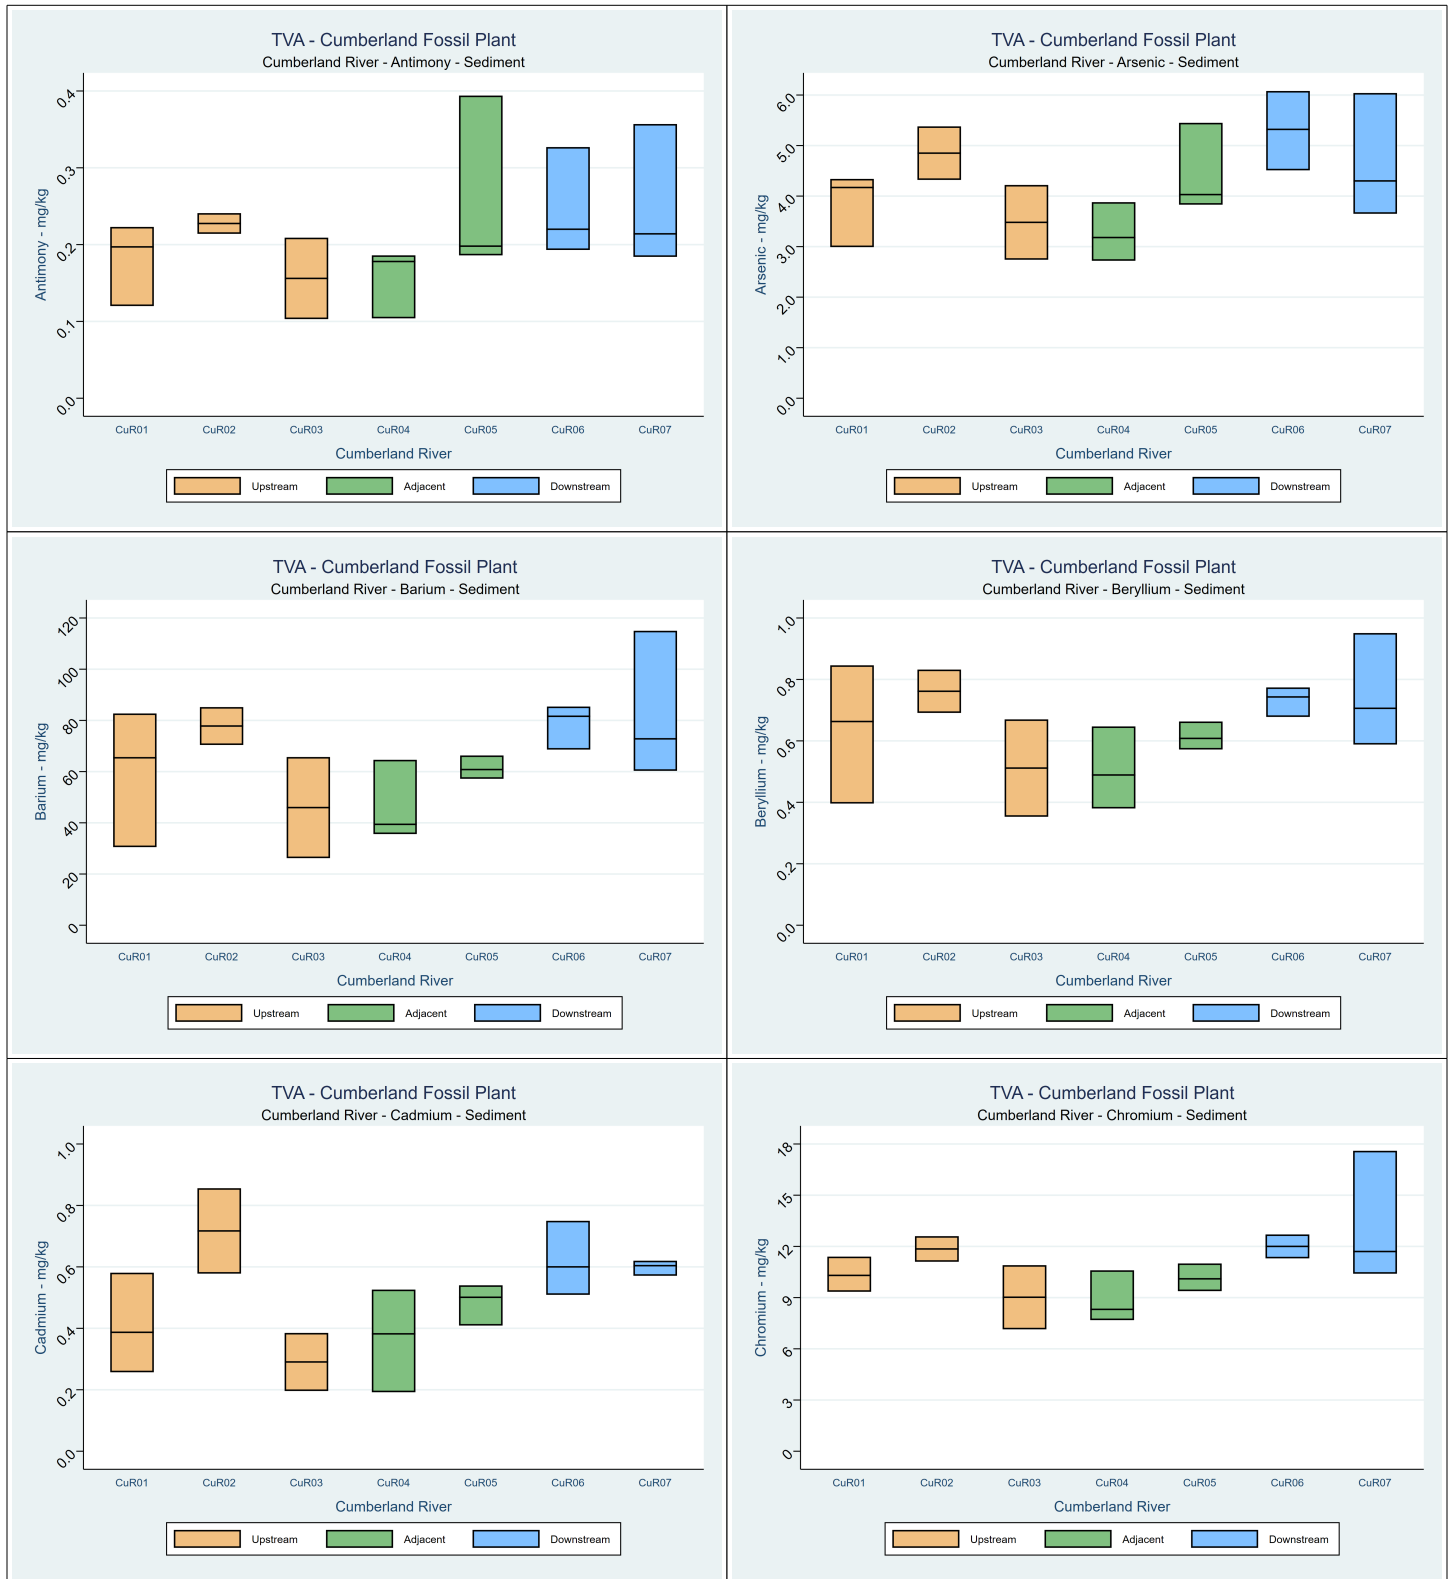 TVA - Cumberland Fossil Plant
Cumberland River - Antimony - Sediment
Antimony - mg/kg
0.4
0.3
0.2
0.1
0.0
CuR01 CuR02 CuR03 CuR04 CuR05 CuR06 CuR07
Cumberland River
Upstream Adjacent Downstream
TVA - Cumberland Fossil Plant
Cumberland River - Arsenic - Sediment
Arsenic - mg/kg
6.0
5.0
4.0
3.0
2.0
1.0
0.0
CuR01 CuR02 CuR03 CuR04 CuR05 CuR06 CuR07
Cumberland River
Upstream Adjacent Downstream
TVA - Cumberland Fossil Plant
Cumberland River - Barium - Sediment
Barium - mg/kg
120
100
80
60
40
20
0
CuR01 CuR02 CuR03 CuR04 CuR05 CuR06 CuR07
Cumberland River
Upstream Adjacent Downstream
TVA - Cumberland Fossil Plant
Cumberland River - Beryllium - Sediment
Beryllium - mg/kg
1.0
0.8
0.6
0.4
0.2
0.0
CuR01 CuR02 CuR03 CuR04 CuR05 CuR06 CuR07
Cumberland River
Upstream Adjacent Downstream
TVA - Cumberland Fossil Plant
Cumberland River - Cadmium - Sediment
Cadmium - mg/kg
1.0
0.8
0.6
0.4
0.2
0.0
CuR01 CuR02 CuR03 CuR04 CuR05 CuR06 CuR07
Cumberland River
Upstream Adjacent Downstream
TVA - Cumberland Fossil Plant
Cumberland River - Chromium - Sediment
Chromium - mg/kg
18
15
12
9
6
3
0
CuR01 CuR02 CuR03 CuR04 CuR05 CuR06 CuR07
Cumberland River
Upstream Adjacent Downstream